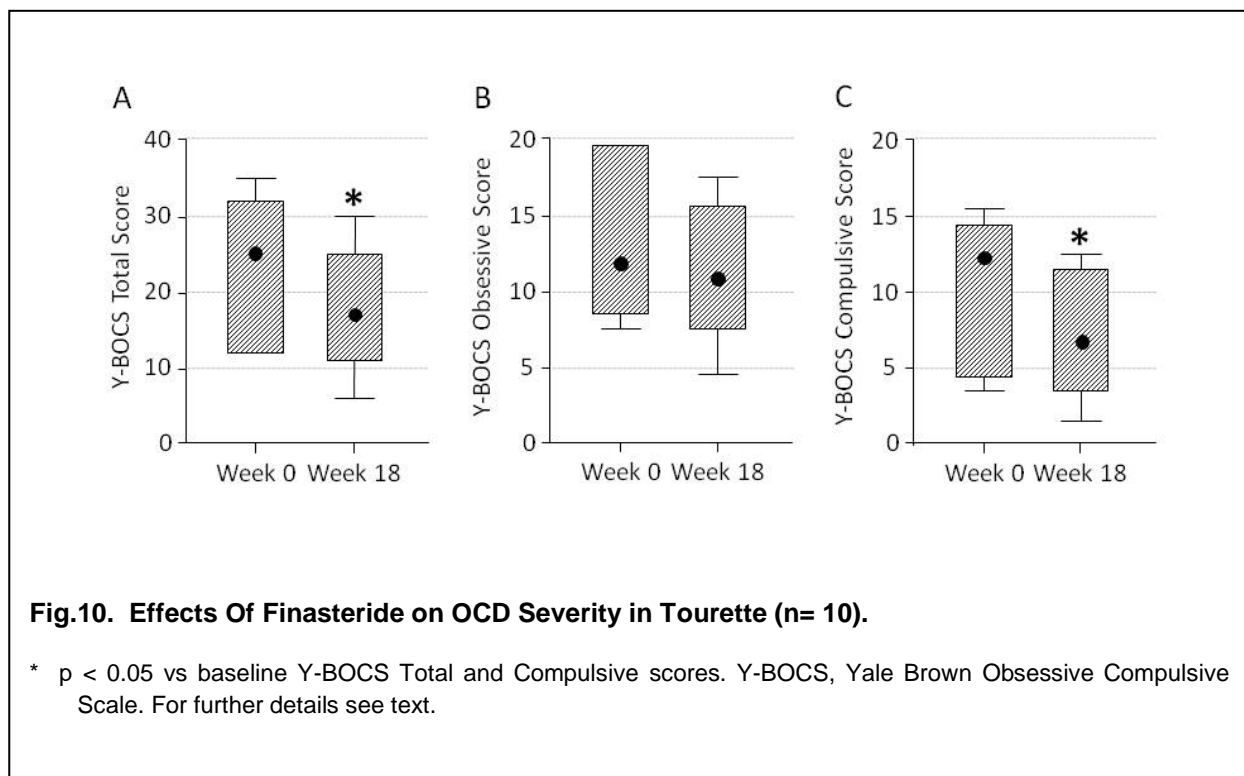 A
B
C
Y-BOCS Total Score
40
30
20
10
0
Week 0 Week 18
*
Y-BOCS Obsessive Score
20
15
10
5
0
Week 0 Week 18
Y-BOCS Compulsive Score
20
15
10
5
0
Week 0 Week 18
*
Fig.10. Effects Of Finasteride on OCD Severity in Tourette (n= 10).
* p < 0.05 vs baseline Y-BOCS Total and Compulsive scores. Y-BOCS, Yale Brown Obsessive Compulsive
Scale. For further details see text.